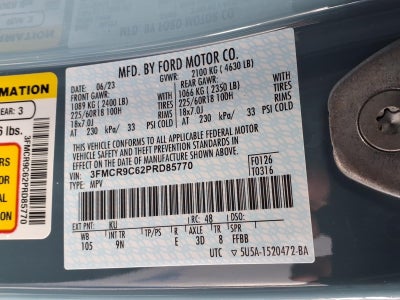 MFD. BY FORD MOTOR CO.
DATE: 06/23 GVWR: 2100 KG ( 4630 LB)
FRONT GAWR: REAR GAWR:
1089 KG ( 2400 LB) 1066 KG ( 2350 LB)
225/60R18 100H TIRES 225/60R18 100H TIRES
18x7.0J RIMS 18x7.0J RIMS
AT 230 kPa/ 33 PSI COLD AT 230 kPa/ 33 PSI COLD
THIS VEHICLE CONFORMS TO ALL APPLICABLE FEDERAL MOTOR
VEHICLE SAFETY AND THEFT PREVENTION STANDARDS IN EFFECT
ON THE DATE OF MANUFACTURE SHOWN ABOVE.
VIN: 3FMCR9C62PRD85770 F0126
TYPE: MPV 10316
EXT PNT: KU RC: 48 DSO:
WB INT TR TP/PS R AXLE TR SPR
105 9N E 3D 8 FFBB
UTC 5U5A-1520472-BA
RMATION
EAR: 3
6 lbs.
3FMCR9C62PRD85770